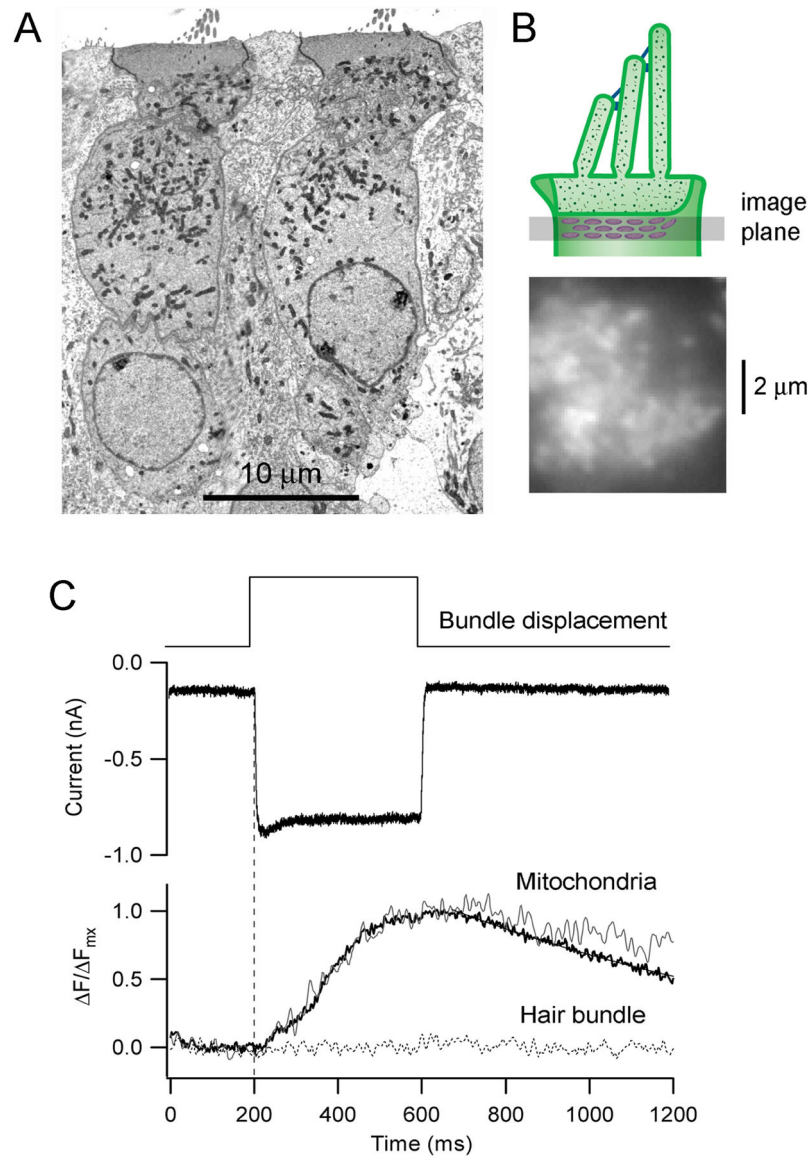 A
B
image
plane
2 μm
10 μm
C
Bundle displacement
0.0
-0.5
-1.0
Current (nA)
Mitochondria
1.0
0.5
0.0
ΔF/ΔFmx
Hair bundle
0 200 400 600 800 1000 1200
Time (ms)